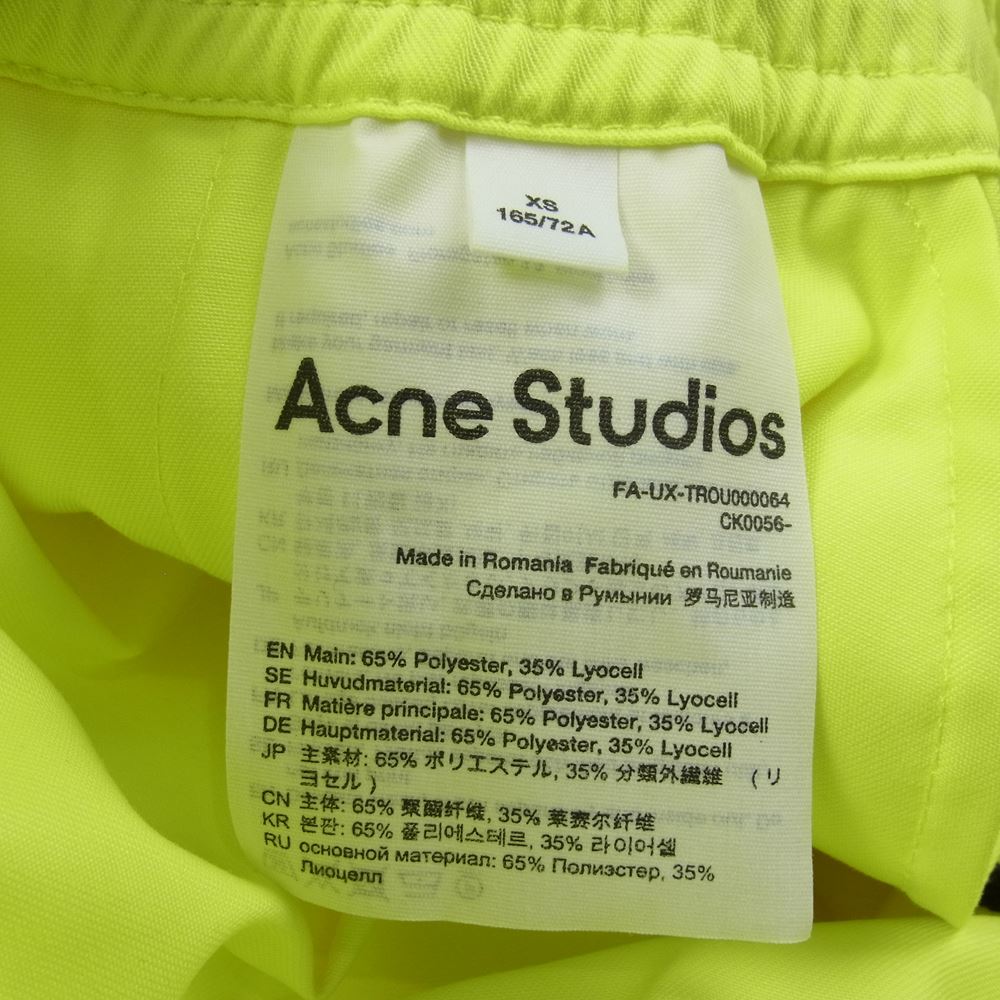 XS
165/72A
Acne Studios
FA-UX-TROU000064
CK0056-
Made in Romania Fabriqué en Roumanie
Сделано в Румынии 罗马尼亚制造
EN Main: 65% Polyester, 35% Lyocell
SE Huvudmaterial: 65% Polyester, 35% Lyocell
FR Matière principale: 65% Polyester, 35% Lyocell
DE Hauptmaterial: 65% Polyester, 35% Lyocell
JP 主素材: 65% ポリエステル, 35% 分類外繊維 （リ
ヨセル）
CN 主体: 65% 聚酯纤维, 35% 莱赛尔纤维
KR 본판: 65% 폴리에스테르, 35% 라이어셀
RU основной материал: 65% Полиэстер, 35%
Лиоцелл